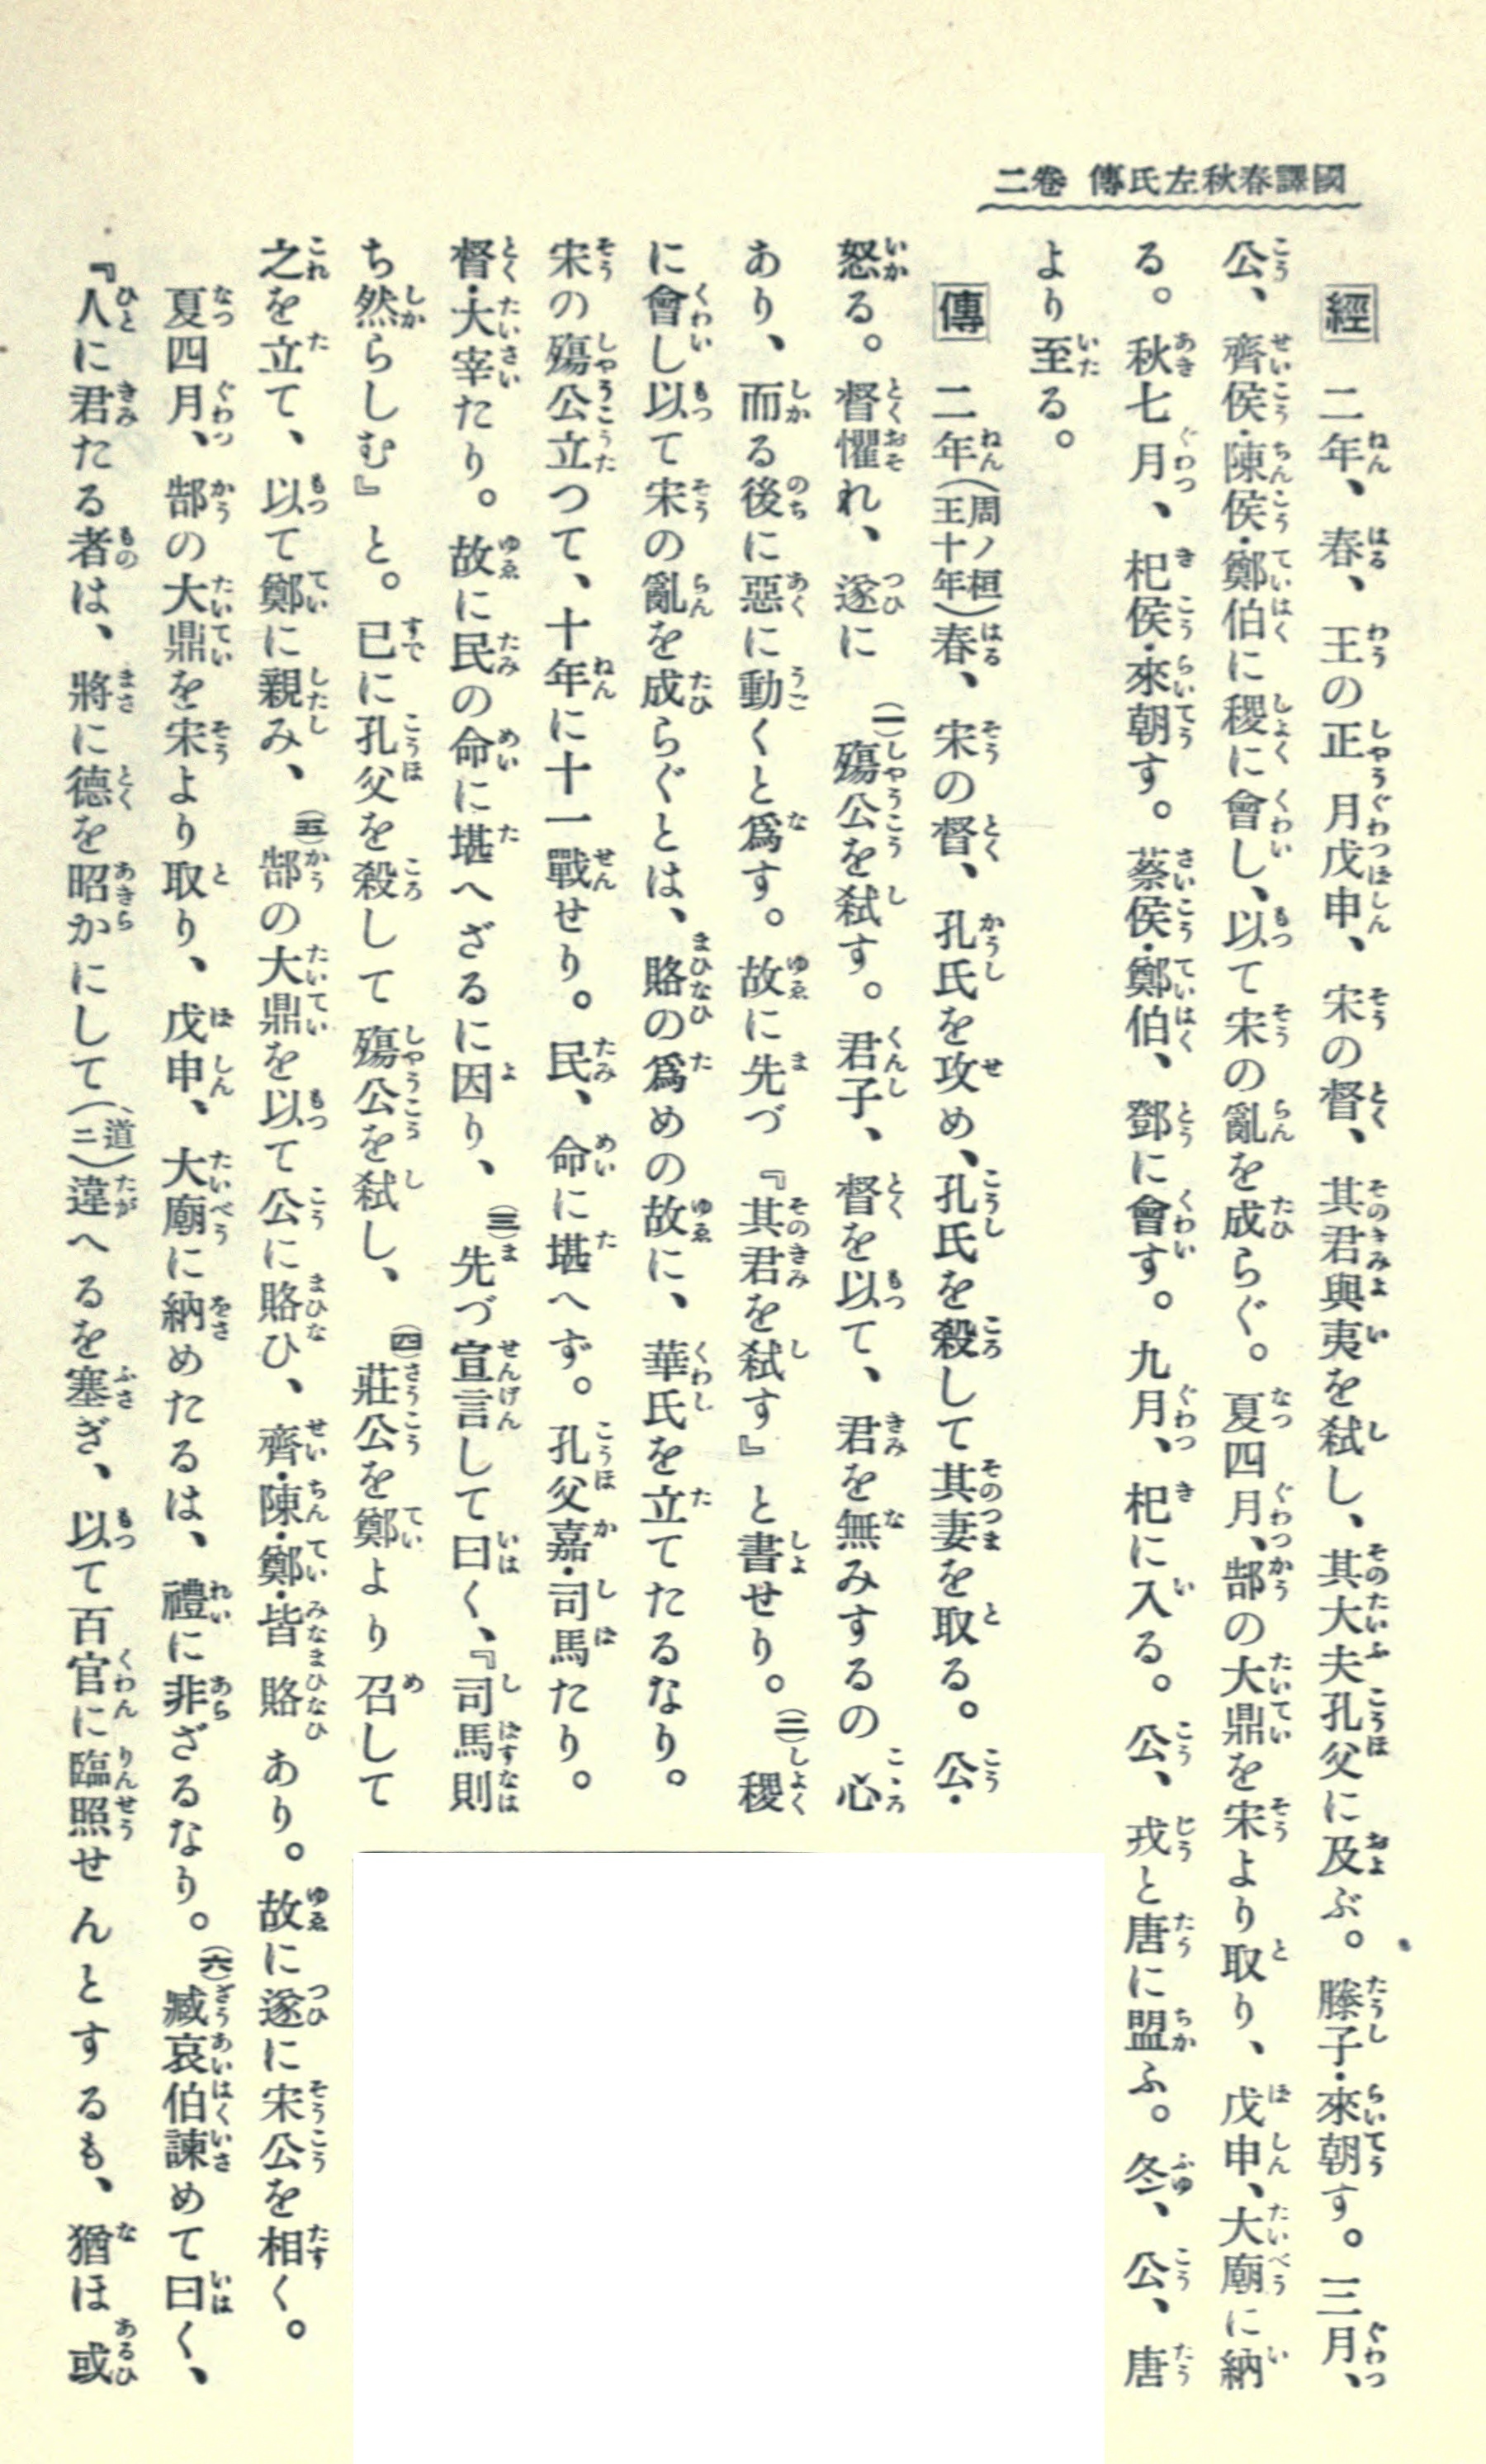 國譯春秋左氏傳 卷二
經 二年、春、王の正月戊申、宋の督、其君與夷を弑し、其大夫孔父に及ぶ。滕子・來朝す。三月、
公、齊侯・陳侯・鄭伯に稷に會し、以て宋の亂を成らぐ。夏四月、郜の大鼎を宋より取り、戊申、大廟に納
る。秋七月、杞侯・來朝す。蔡侯・鄭伯、鄧に會す。九月、杞に入る。公、戎と唐に盟ふ。冬、公、唐
より至る。
傳 二年(周ノ桓王十年)春、宋の督、孔氏を攻め、孔氏を殺して其妻を取る。公・
怒る。督懼れ、遂に(一)殤公を弑す。君子、督を以て、君を無みするの心
あり、而る後に惡に動くと爲す。故に先づ『其君を弑す』と書せり。(二)稷
に會し以て宋の亂を成らぐとは、賂の爲めの故に、華氏を立てたるなり。
宋の殤公立つて、十年に十一戰せり。民、命に堪へず。孔父嘉・司馬たり。
督・大宰たり。故に民の命に堪へざるに因り、(三)先づ宣言して曰く、『司馬則
ち然らしむ』と。已に孔父を殺して殤公を弑し、(四)莊公を鄭より召して
之を立て、以て鄭に親み、(五)郜の大鼎を以て公に賂ひ、齊・陳・鄭・皆賂あり。故に遂に宋公を相く。
夏四月、郜の大鼎を宋より取り、戊申、大廟に納めたるは、禮に非ざるなり。(六)臧哀伯諫めて曰く、
『人に君たる者は、將に德を昭かにして(道ニ)違へるを塞ぎ、以て百官に臨照せんとするも、猶ほ或